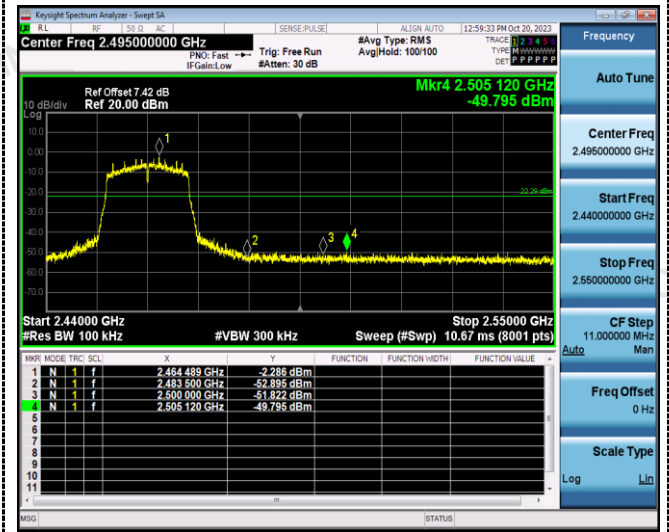 Keysight Spectrum Analyzer - Swept SA
RL RF 50 Ω AC SENSE:PULSE ALIGN AUTO 12:59:33 PM Oct 20, 2023
Center Freq 2.495000000 GHz
PNO: Fast
IFGain:Low
Trig: Free Run
#Atten: 30 dB
#Avg Type: RMS
Avg|Hold: 100/100
TRACE 1 2 3 4 5 6
TYPE M W W W W W
DET P P P P P P
Frequency
Mkr4 2.505 120 GHz
-49.795 dBm
Ref Offset 7.42 dB
10 dB/div Ref 20.00 dBm
Log
10.0
0.00
-10.0
-20.0
-30.0
-40.0
-50.0
-60.0
-70.0
1
2
3
4
-22.29 dBm
Start 2.44000 GHz Stop 2.55000 GHz
#Res BW 100 kHz #VBW 300 kHz Sweep (#Swp) 10.67 ms (8001 pts)
MKR MODE TRC SCL X Y FUNCTION FUNCTION WIDTH FUNCTION VALUE
1 N 1 f 2.464 489 GHz -2.286 dBm
2 N 1 f 2.483 500 GHz -52.895 dBm
3 N 1 f 2.500 000 GHz -51.822 dBm
4 N 1 f 2.505 120 GHz -49.795 dBm
5
6
7
8
9
10
11
MSG STATUS
Auto Tune
Center Freq
2.495000000 GHz
Start Freq
2.440000000 GHz
Stop Freq
2.550000000 GHz
CF Step
11.000000 MHz
Auto Man
Freq Offset
0 Hz
Scale Type
Log Lin